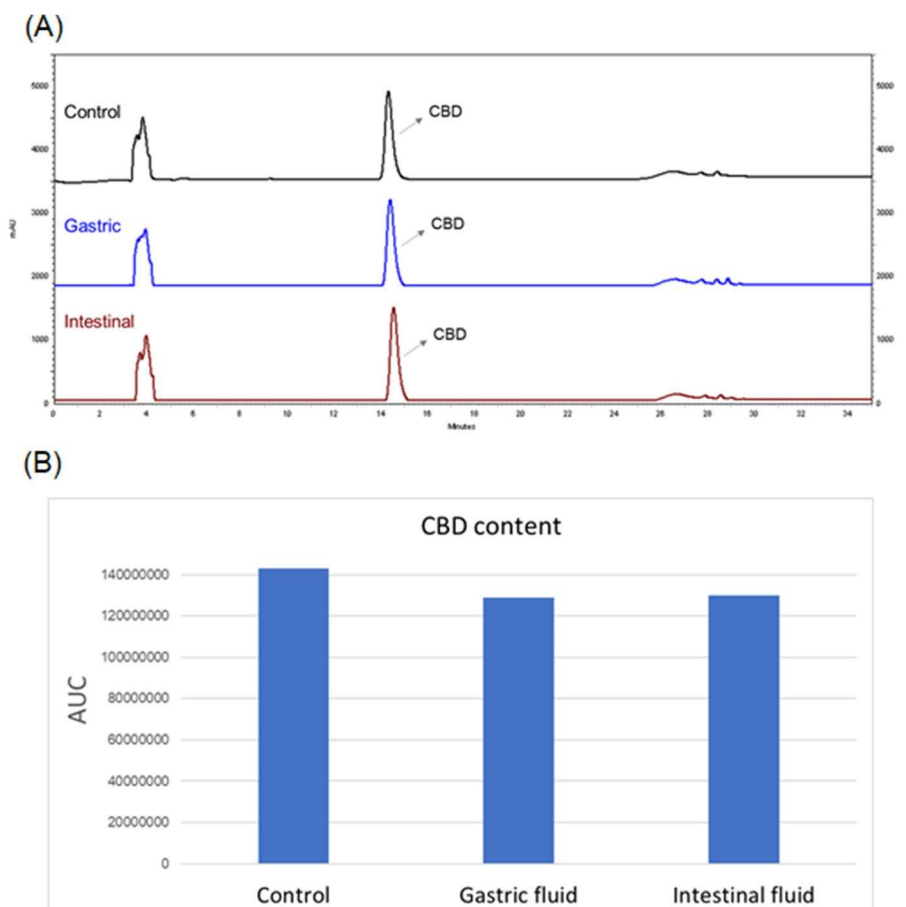 (A)
5000 5000
Control CBD
4000 4000
3000 3000
Gastric CBD
mAU
2000 2000
Intestinal CBD
1000 1000
0 0
0 2 4 6 8 10 12 14 16 18 20 22 24 26 28 30 32 34
Minutes
(B)
CBD content
140000000
120000000
100000000
80000000
60000000
40000000
20000000
0
AUC
Control Gastric fluid Intestinal fluid